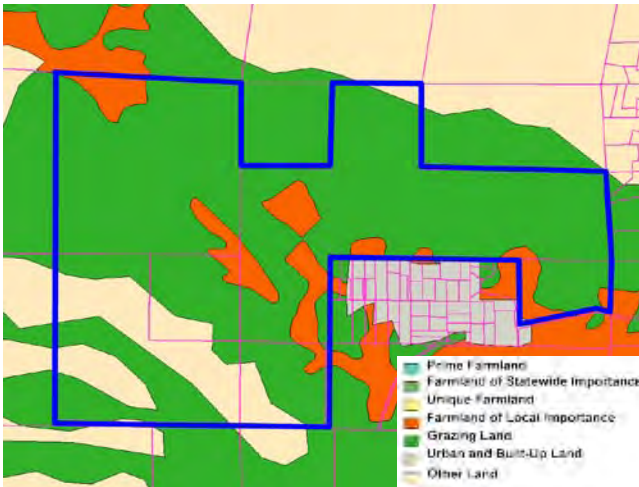 Prime Farmland
Farmland of Statewide Importance
Unique Farmland
Farmland of Local Importance
Grazing Land
Urban and Built-Up Land
Other Land